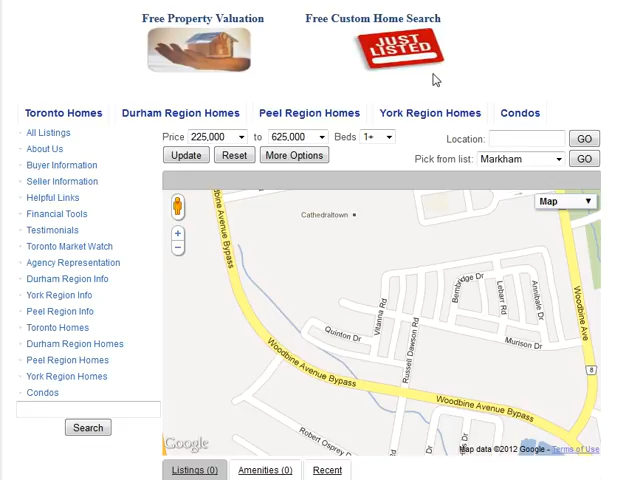 Free Property Valuation
Free Custom Home Search
JUST
LISTED
Toronto Homes
Durham Region Homes
Peel Region Homes
York Region Homes
Condos
All Listings
About Us
Buyer Information
Seller Information
Helpful Links
Financial Tools
Testimonials
Toronto Market Watch
Agency Representation
Durham Region Info
York Region Info
Peel Region Info
Toronto Homes
Durham Region Homes
Peel Region Homes
York Region Homes
Condos
Search
Price 225,000 to 625,000 Beds 1+
Location: GO
Update Reset More Options
Pick from list: Markham GO
Map
Cathedraltown
Woodbine Avenue Bypass
Bembridge Dr
Lebarr Rd
Annibale Dr
Woodbine Ave
Vitanna Rd
Quinton Dr
Russell Dawson Rd
Murison Dr
8
Woodbine Avenue Bypass
Woodbine Avenue Bypass
Robert Osprey Dr
Google
Map data ©2012 Google - Terms of Use
Listings (0) Amenities (0) Recent